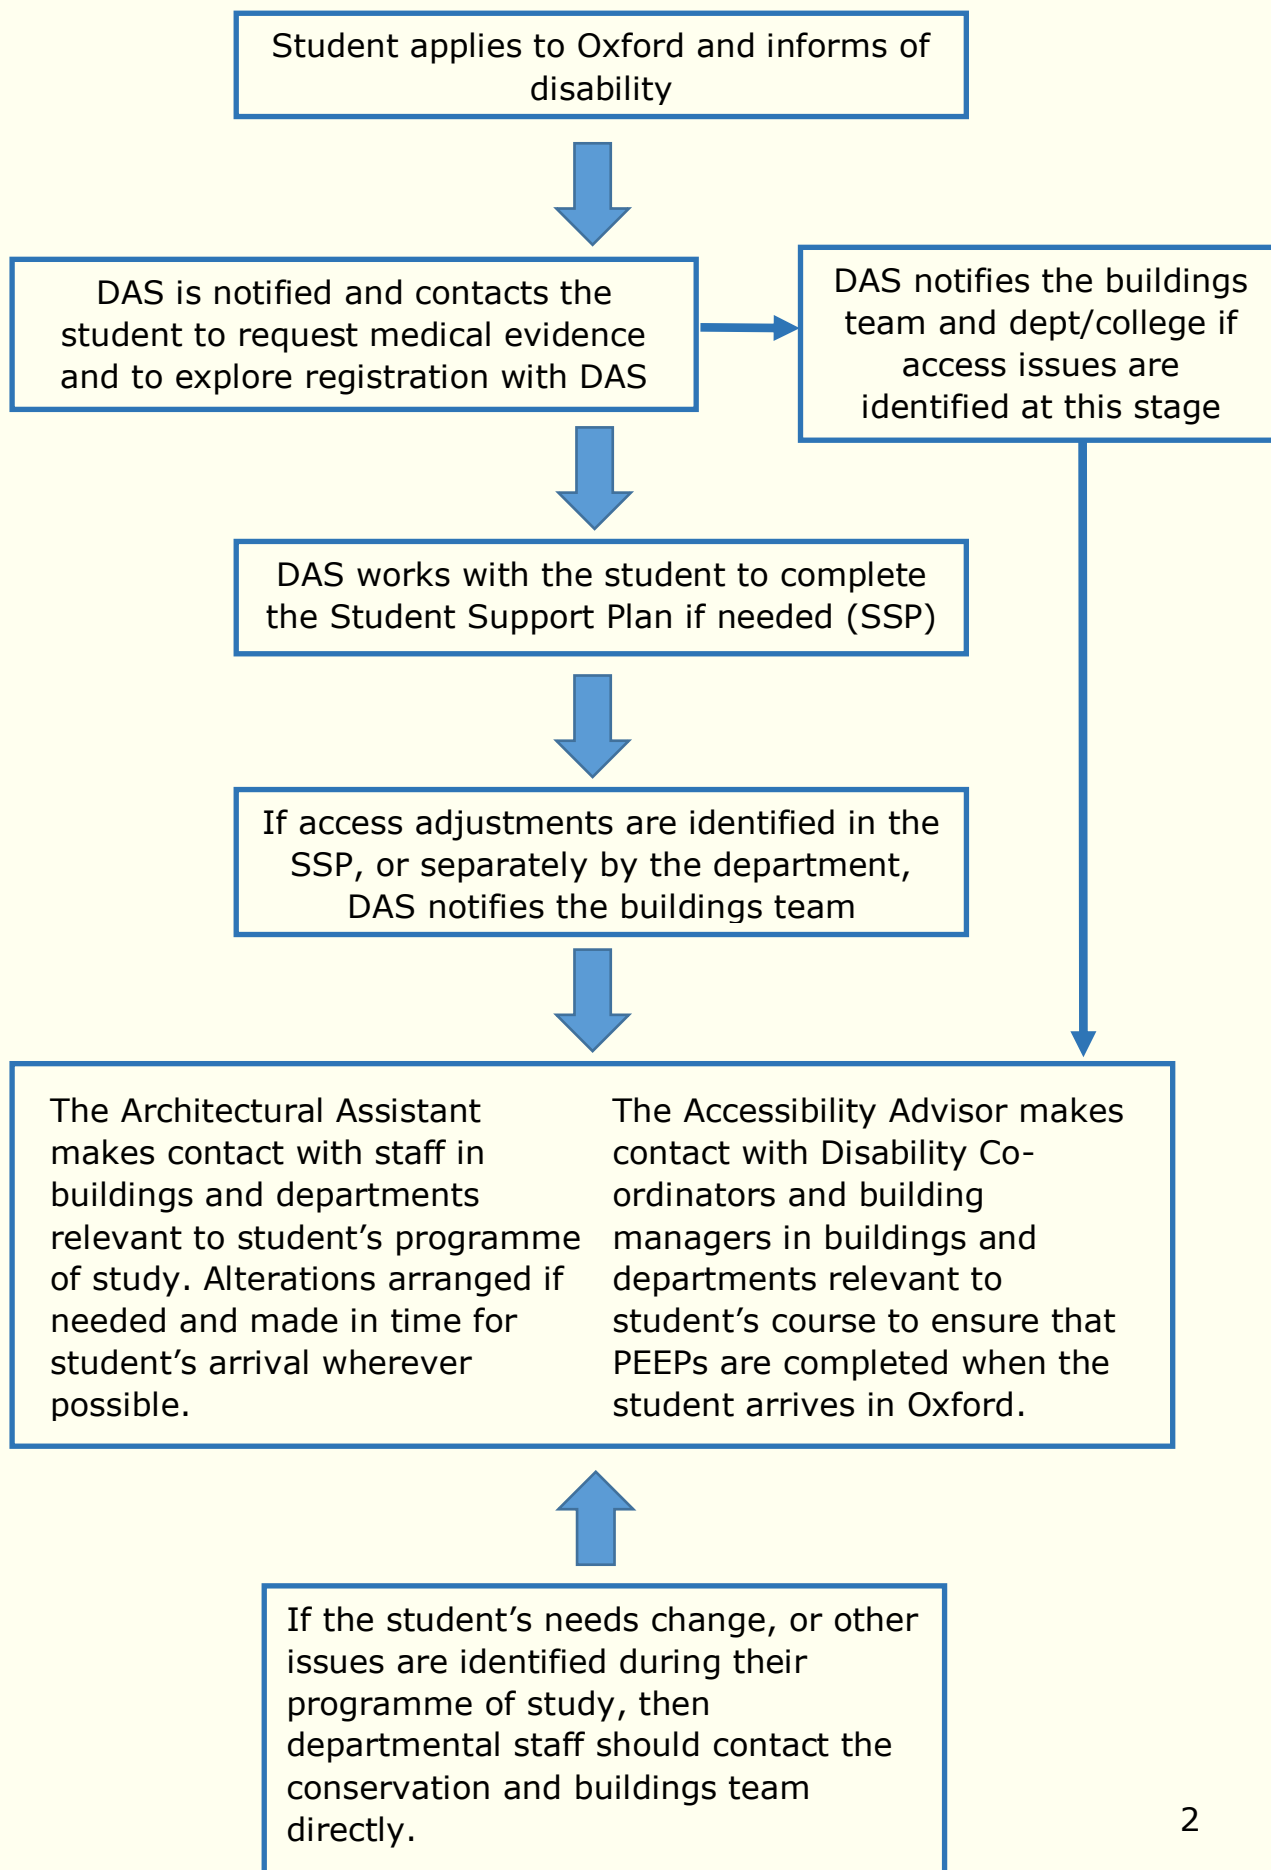 Student applies to Oxford and informs of
disability
DAS is notified and contacts the
student to request medical evidence
and to explore registration with DAS
DAS notifies the buildings
team and dept/college if
access issues are
identified at this stage
DAS works with the student to complete
the Student Support Plan if needed (SSP)
If access adjustments are identified in the
SSP, or separately by the department,
DAS notifies the buildings team
The Architectural Assistant
makes contact with staff in
buildings and departments
relevant to student’s programme
of study. Alterations arranged if
needed and made in time for
student’s arrival wherever
possible.
The Accessibility Advisor makes
contact with Disability Co-
ordinators and building
managers in buildings and
departments relevant to
student’s course to ensure that
PEEPs are completed when the
student arrives in Oxford.
If the student’s needs change, or other
issues are identified during their
programme of study, then
departmental staff should contact the
conservation and buildings team
directly.
2